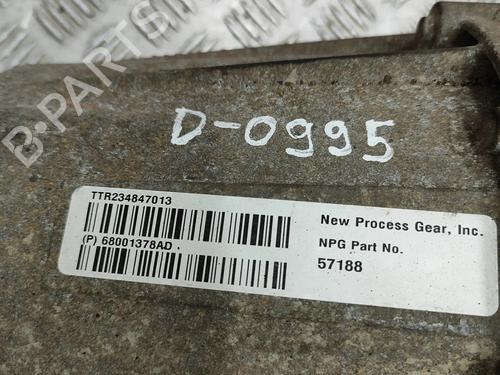 B-PARTS
D-0995
TTR234847013
(P) 68001378AD
New Process Gear, Inc.
NPG Part No.
57188